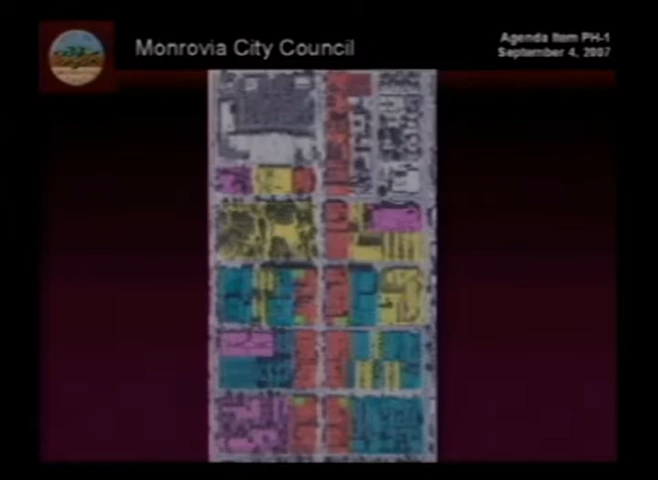 Monrovia City Council
Agenda Item PH-1
September 4, 2007